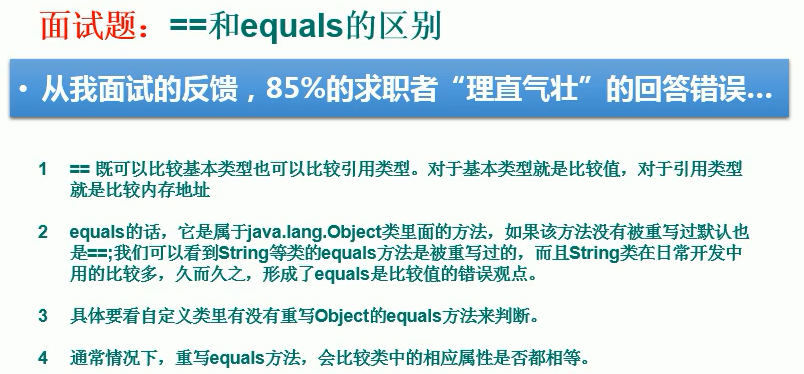 面试题：==和equals的区别
• 从我面试的反馈，85%的求职者“理直气壮”的回答错误...
1 == 既可以比较基本类型也可以比较引用类型。对于基本类型就是比较值，对于引用类型
就是比较内存地址
2 equals的话，它是属于java.lang.Object类里面的方法，如果该方法没有被重写过默认也
是==;我们可以看到String等类的equals方法是被重写过的，而且String类在日常开发中
用的比较多，久而久之，形成了equals是比较值的错误观点。
3 具体要看自定义类里有没有重写Object的equals方法来判断。
4 通常情况下，重写equals方法，会比较类中的相应属性是否都相等。